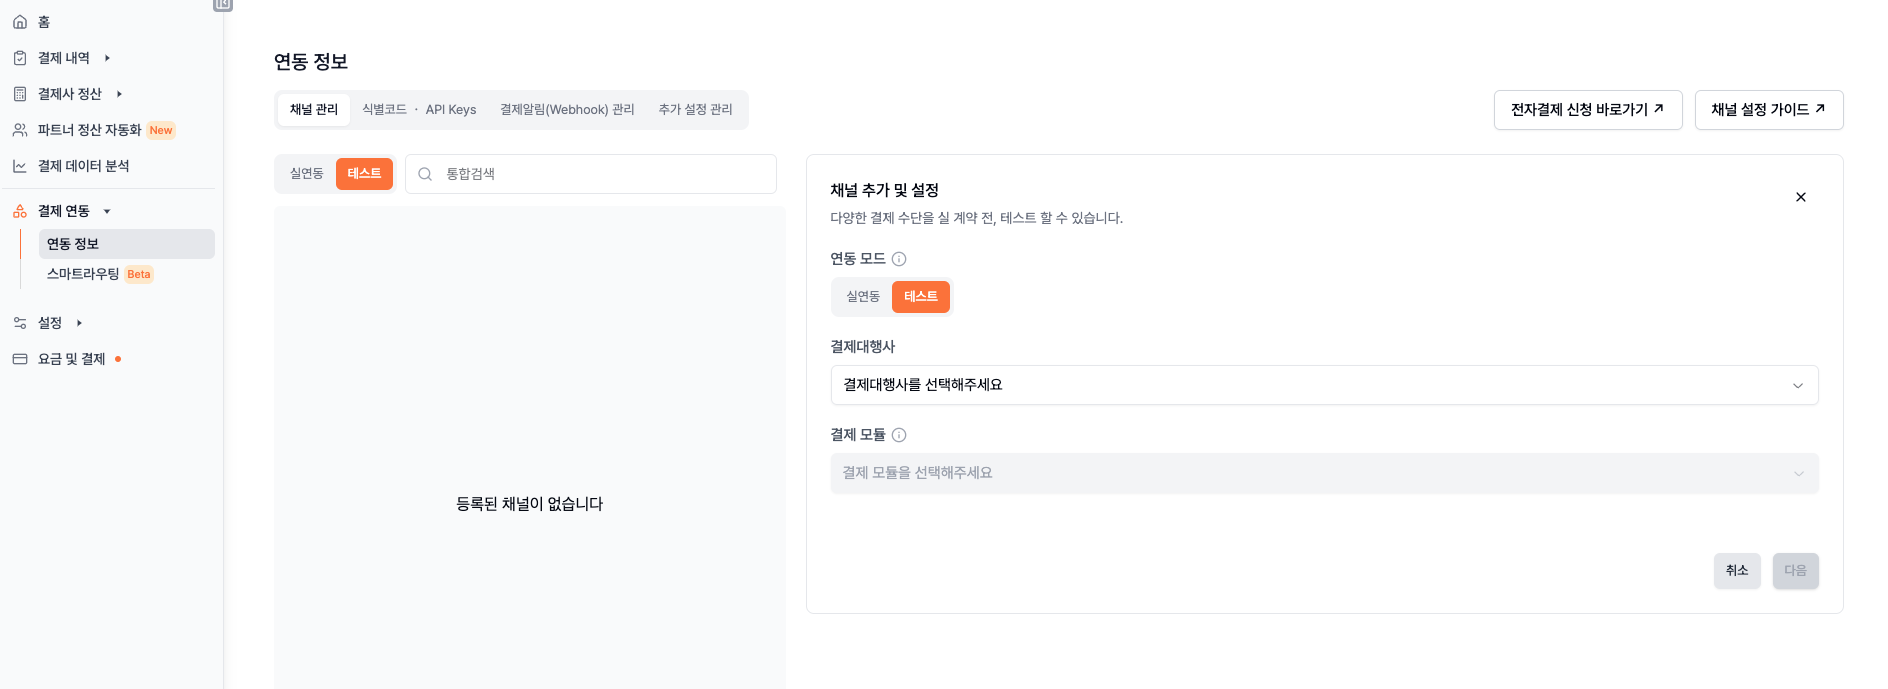 홈
결제 내역
결제사 정산
파트너 정산 자동화 New
결제 데이터 분석
결제 연동
연동 정보
스마트라우팅 Beta
설정
요금 및 결제
연동 정보
채널 관리 식별코드 · API Keys 결제알림(Webhook) 관리 추가 설정 관리
전자결제 신청 바로가기 채널 설정 가이드
실연동 테스트 통합검색
등록된 채널이 없습니다
채널 추가 및 설정
다양한 결제 수단을 실 계약 전, 테스트 할 수 있습니다.
연동 모드
실연동 테스트
결제대행사
결제대행사를 선택해주세요
결제 모듈
결제 모듈을 선택해주세요
취소 다음